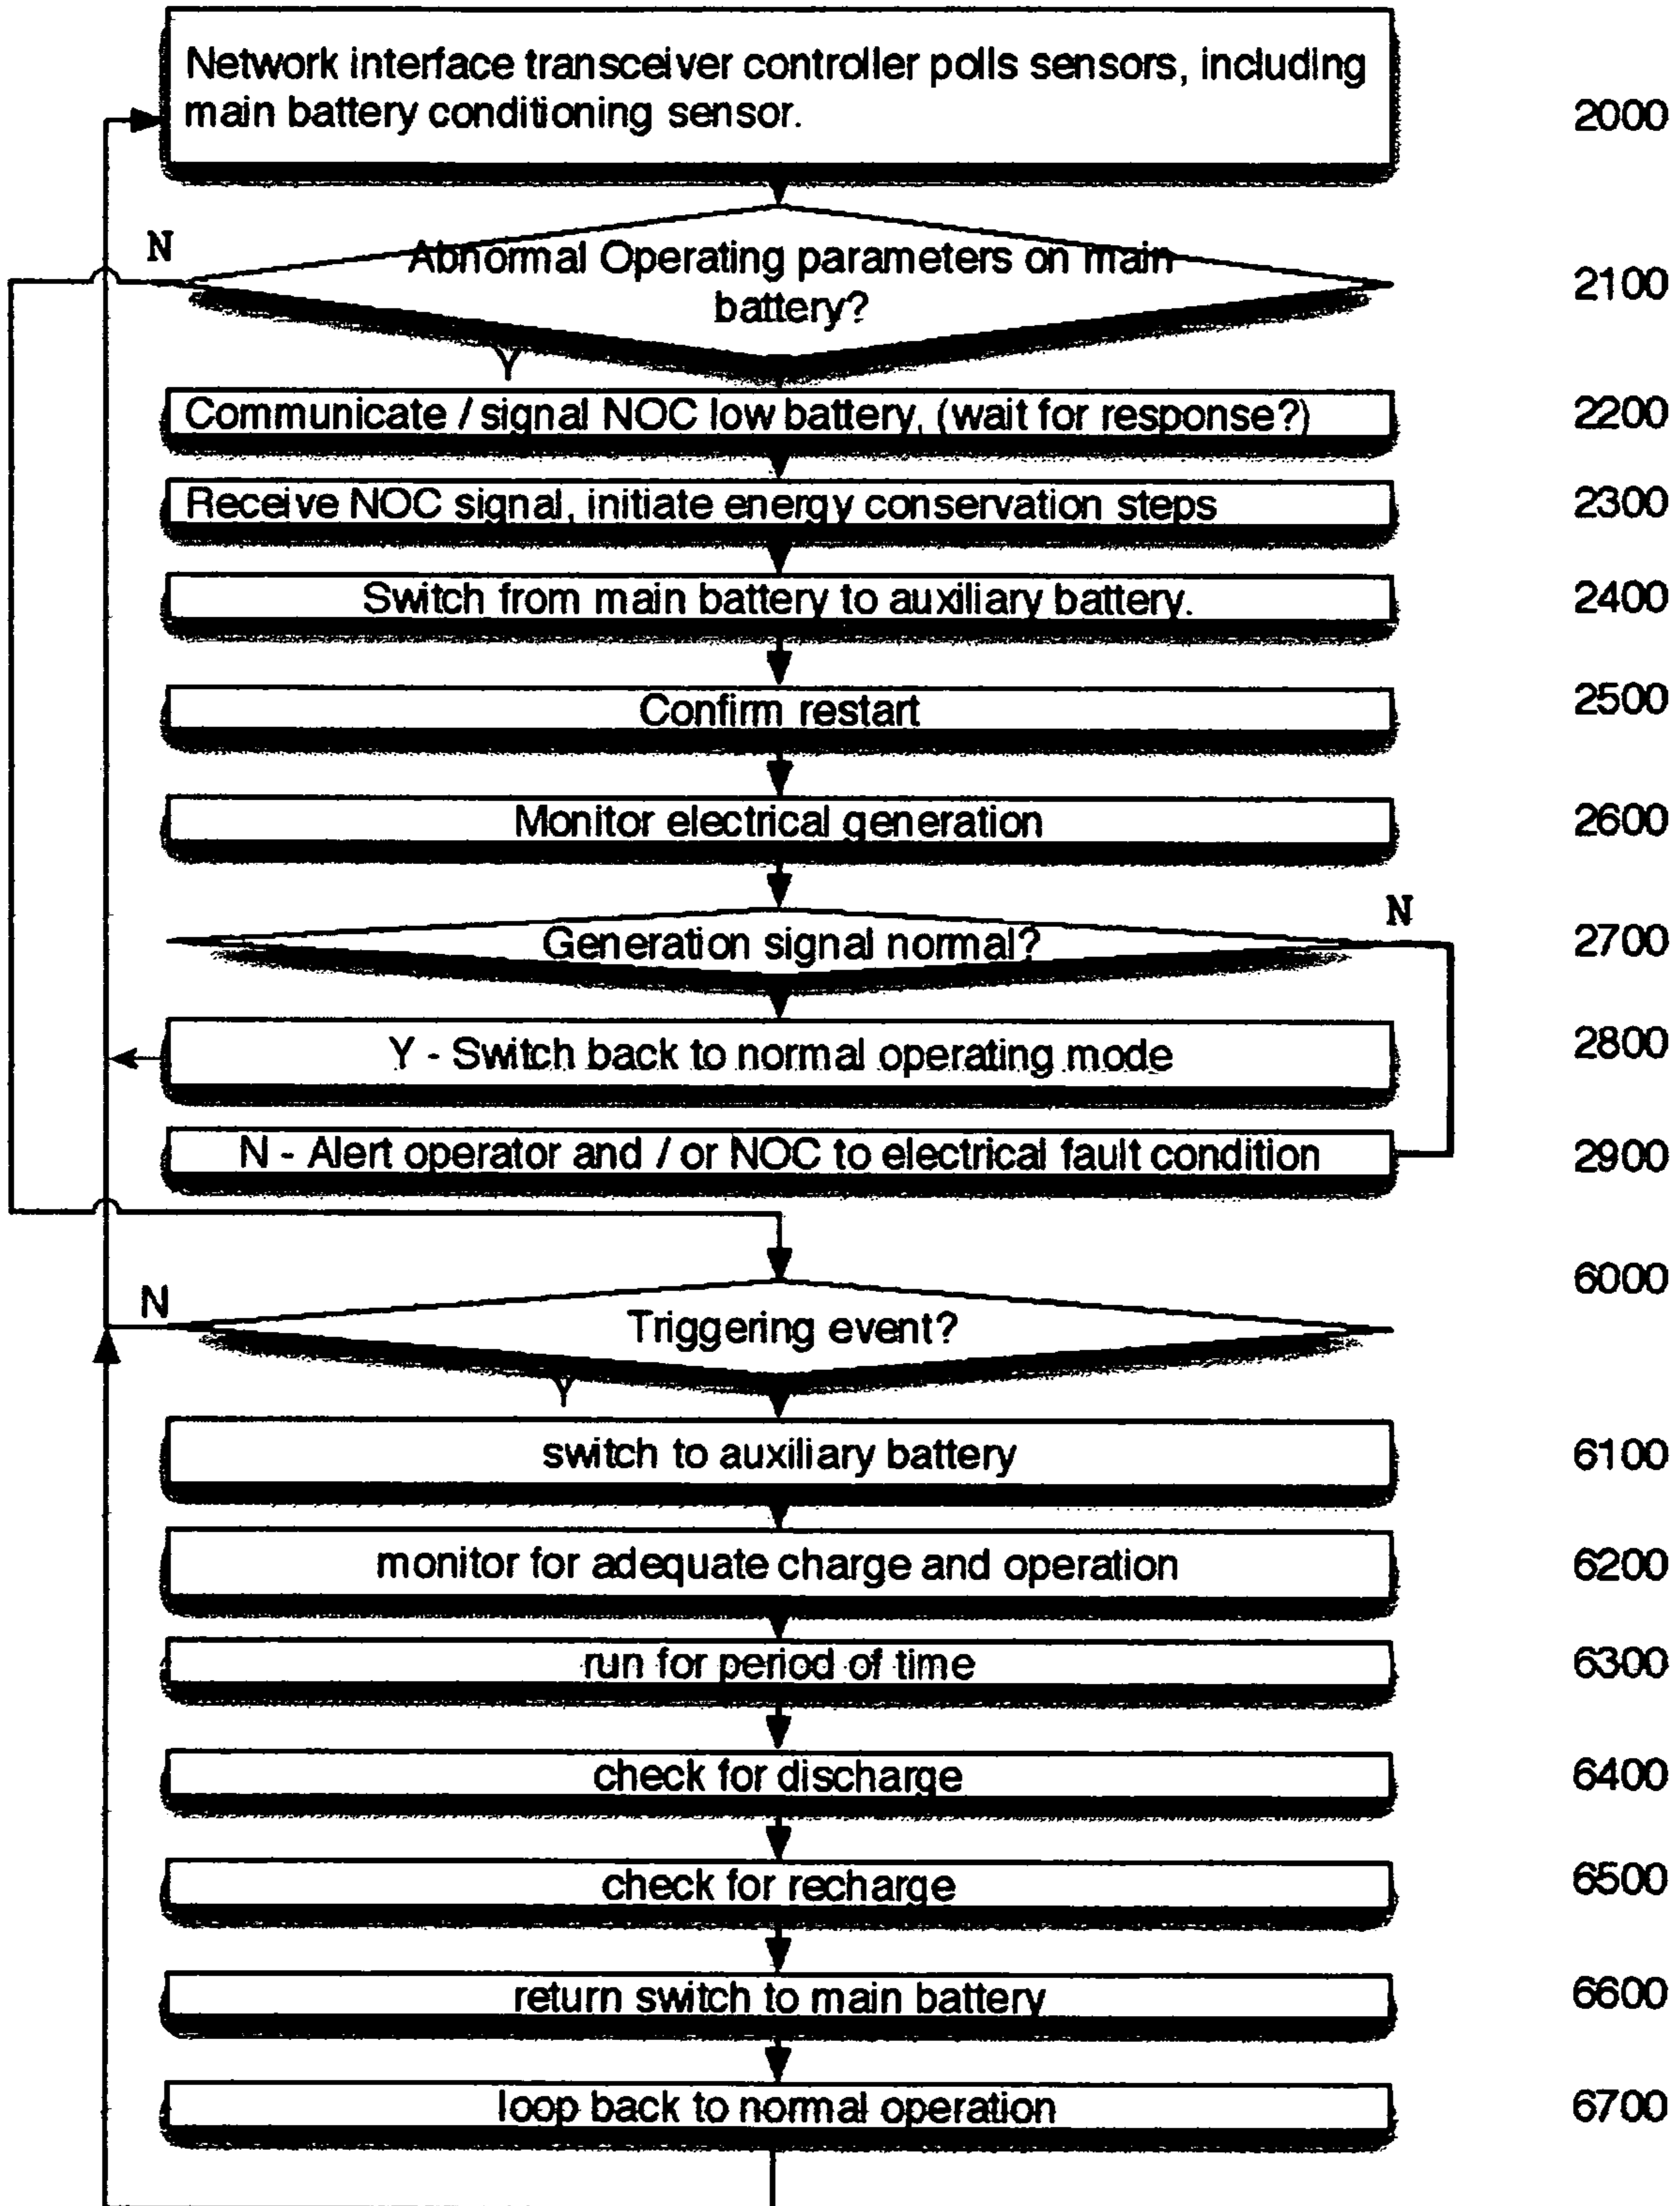 Network interface transceiver controller polls sensors, including
main battery conditioning sensor.
2000
N
Abnormal Operating parameters on main
battery?
2100
Y
Communicate / signal NOC low battery, (wait for response?)
2200
Receive NOC signal, initiate energy conservation steps
2300
Switch from main battery to auxiliary battery.
2400
Confirm restart
2500
Monitor electrical generation
2600
N
Generation signal normal?
2700
Y - Switch back to normal operating mode
2800
N - Alert operator and / or NOC to electrical fault condition
2900
6000
N
Triggering event?
Y
switch to auxiliary battery
6100
monitor for adequate charge and operation
6200
run for period of time
6300
check for discharge
6400
check for recharge
6500
return switch to main battery
6600
loop back to normal operation
6700